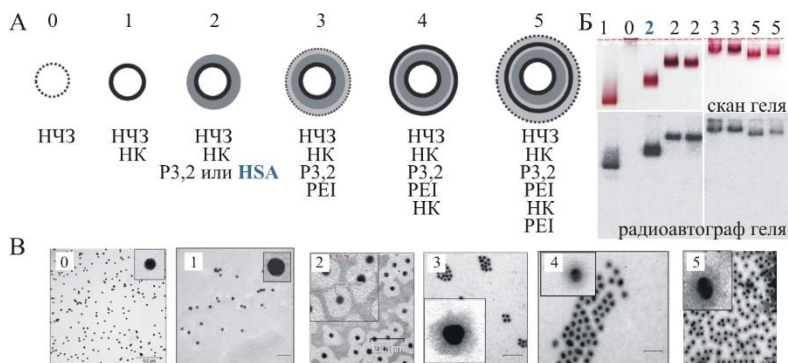 А
0 1 2 3 4 5
НЧЗ
НЧЗ
НК
НЧЗ
НК
Р3,2 или HSA
НЧЗ
НК
Р3,2
PEI
НЧЗ
НК
Р3,2
PEI
НК
НЧЗ
НК
Р3,2
PEI
НК
PEI
Б
1 0 2 2 2 3 3 5 5
скан геля
радиоавтограф геля
В
0
1
2
3
4
5